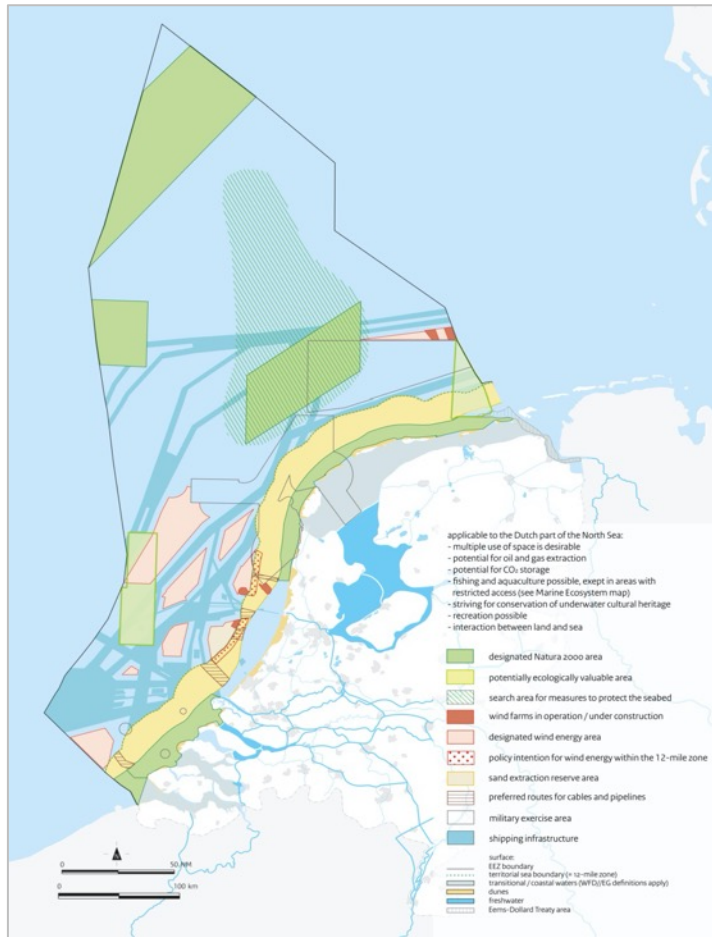 applicable to the Dutch part of the North Sea:
- multiple use of space is desirable
- potential for oil and gas extraction
- potential for CO₂ storage
- fishing and aquaculture possible, exept in areas with
restricted access (see Marine Ecosystem map)
- striving for conservation of underwater cultural heritage
- recreation possible
- interaction between land and sea
designated Natura 2000 area
potentially ecologically valuable area
search area for measures to protect the seabed
wind farms in operation / under construction
designated wind energy area
policy intention for wind energy within the 12-mile zone
sand extraction reserve area
preferred routes for cables and pipelines
military exercise area
shipping infrastructure
surface:
EEZ boundary
territorial sea boundary (= 12-mile zone)
transitional / coastal waters (WFD//EG definitions apply)
dunes
freshwater
Eems-Dollard Treaty area
0 50 NM
0 100 km